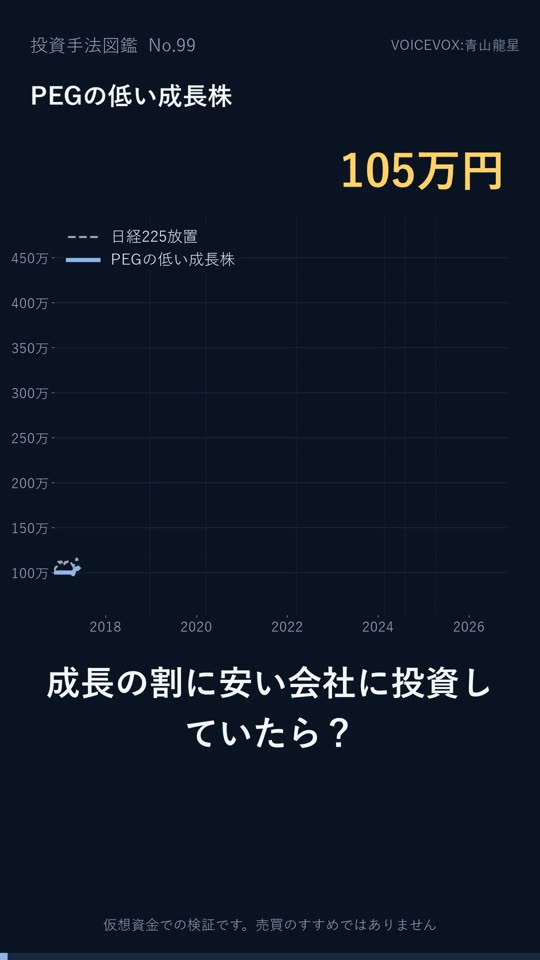 投資手法図鑑 No.99
VOICEVOX:青山龍星
PEGの低い成長株
105万円
日経225放置
PEGの低い成長株
450万
400万
350万
300万
250万
200万
150万
100万
2018 2020 2022 2024 2026
成長の割に安い会社に投資し
ていたら？
仮想資金での検証です。売買のすすめではありません